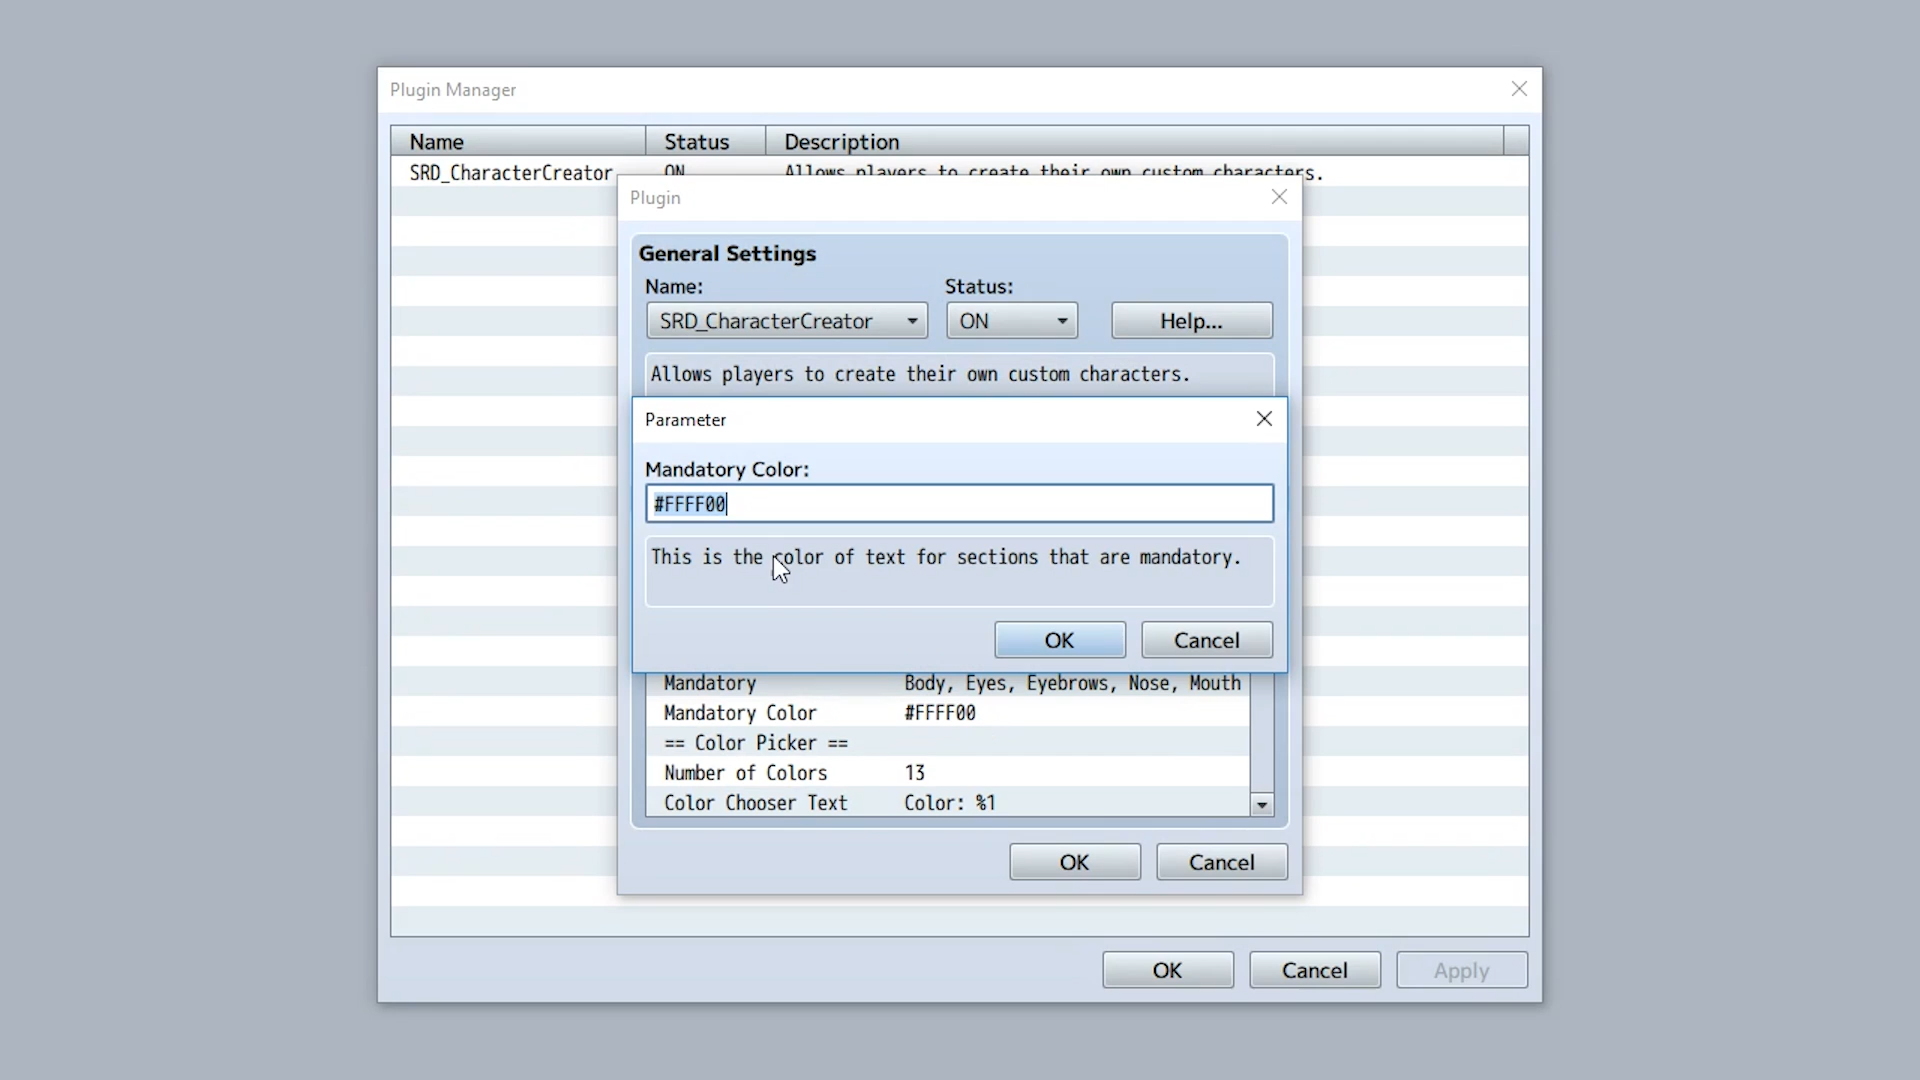 Plugin Manager
Name Status Description
SRD_CharacterCreator ON Allows players to create their own custom characters.
Plugin
General Settings
Name: Status:
SRD_CharacterCreator ON Help...
Allows players to create their own custom characters.
Parameter
Mandatory Color:
#FFFF00
This is the color of text for sections that are mandatory.
OK Cancel
Mandatory Body, Eyes, Eyebrows, Nose, Mouth
Mandatory Color #FFFF00
== Color Picker ==
Number of Colors 13
Color Chooser Text Color: %1
OK Cancel
OK Cancel Apply